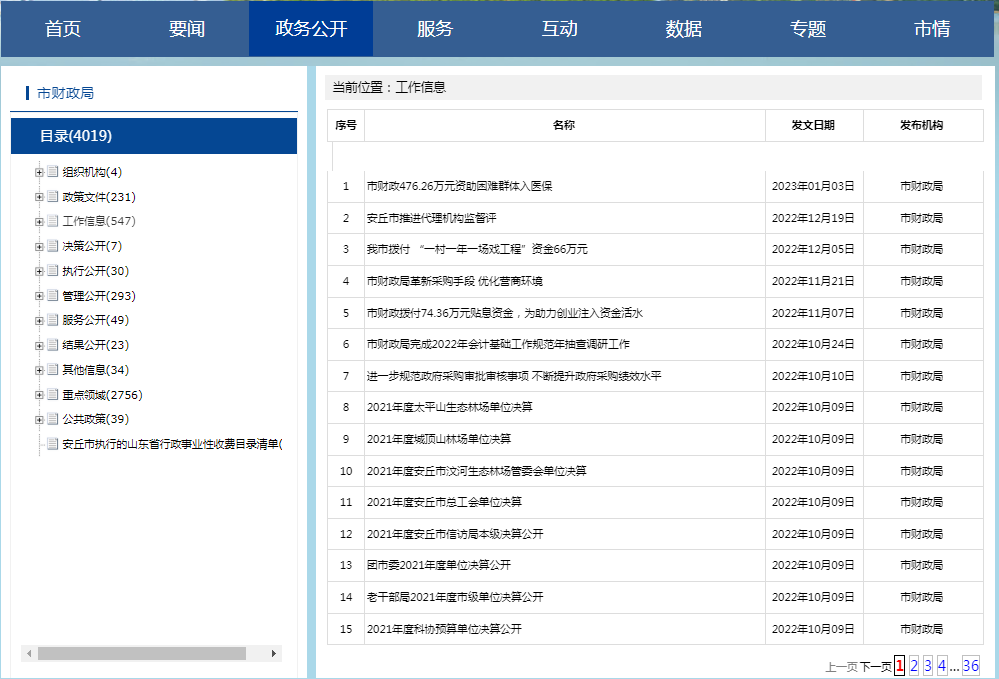 首页 要闻 政务公开 服务 互动 数据 专题 市情
市财政局
目录(4019)
组织机构(4)
政策文件(231)
工作信息(547)
决策公开(7)
执行公开(30)
管理公开(293)
服务公开(49)
结果公开(23)
其他信息(34)
重点领域(2756)
公共政策(39)
安丘市执行的山东省行政事业性收费目录清单(
当前位置：工作信息
序号 名称 发文日期 发布机构
1 市财政476.26万元资助困难群体入医保 2023年01月03日 市财政局
2 安丘市推进代理机构监督评 2022年12月19日 市财政局
3 我市拨付 “一村一年一场戏工程”资金66万元 2022年12月05日 市财政局
4 市财政局革新采购手段 优化营商环境 2022年11月21日 市财政局
5 市财政拨付74.36万元贴息资金，为助力创业注入资金活水 2022年11月07日 市财政局
6 市财政局完成2022年会计基础工作规范年抽查调研工作 2022年10月24日 市财政局
7 进一步规范政府采购审批审核事项 不断提升政府采购绩效水平 2022年10月10日 市财政局
8 2021年度太平山生态林场单位决算 2022年10月09日 市财政局
9 2021年度城顶山林场单位决算 2022年10月09日 市财政局
10 2021年度安丘市汶河生态林场管委会单位决算 2022年10月09日 市财政局
11 2021年度安丘市总工会单位决算 2022年10月09日 市财政局
12 2021年度安丘市信访局本级决算公开 2022年10月09日 市财政局
13 团市委2021年度单位决算公开 2022年10月09日 市财政局
14 老干部局2021年度市级单位决算公开 2022年10月09日 市财政局
15 2021年度科协预算单位决算公开 2022年10月09日 市财政局
上一页 下一页 1 2 3 4 ... 36